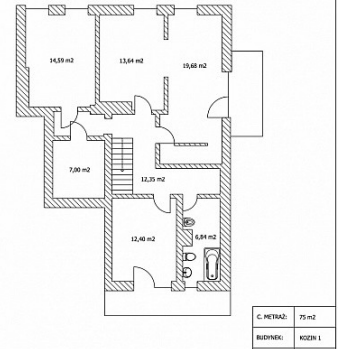 14,59 m2
13,64 m2
19,68 m2
7,00 m2
12,35 m2
12,40 m2
6,84 m2
C. METRAŻ: 75 m2
BUDYNEK: KOZIN 1